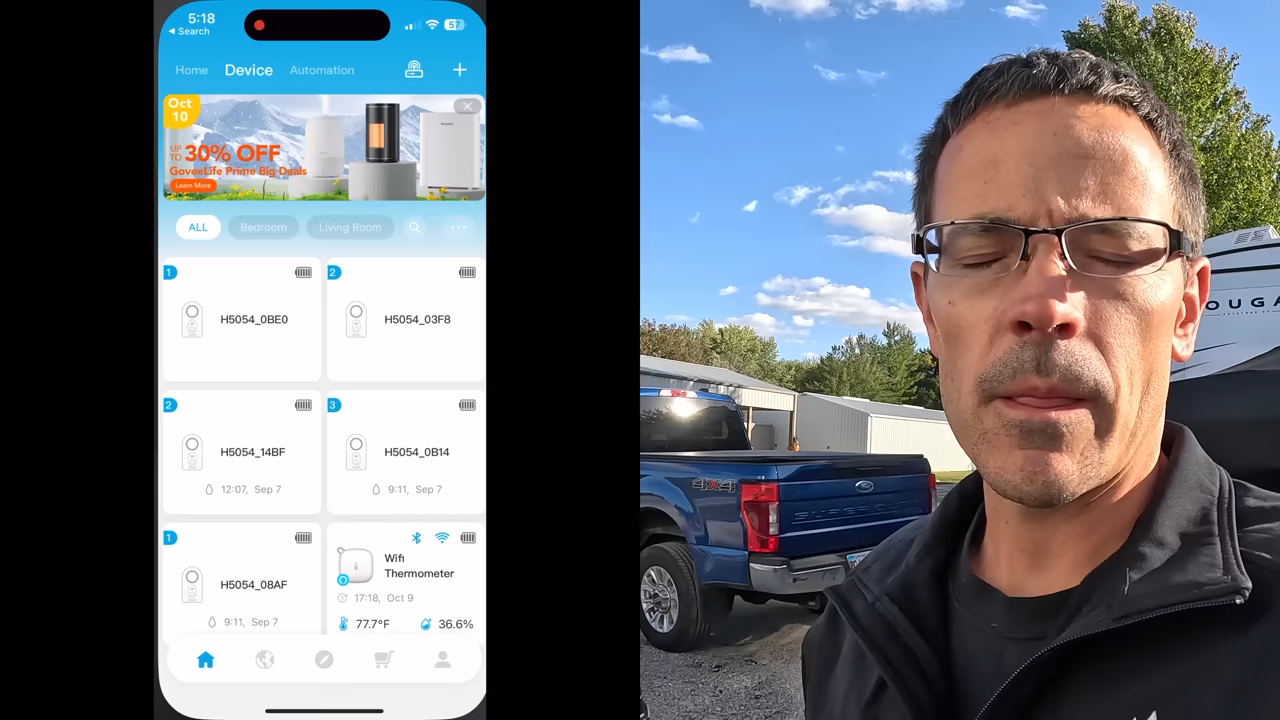 5:18
57
◀ Search
Home
Device
Automation
Oct
10
UP TO 30% OFF
GoveeLife Prime Big Deals
Learn More
ALL
Bedroom
Living Room
1
H5054_0BE0
2
H5054_03F8
2
H5054_14BF
12:07, Sep 7
3
H5054_0B14
9:11, Sep 7
1
H5054_08AF
9:11, Sep 7
Wifi
Thermometer
17:18, Oct 9
77.7°F
36.6%
4x4
Ford
SUPER DUTY
OUGA